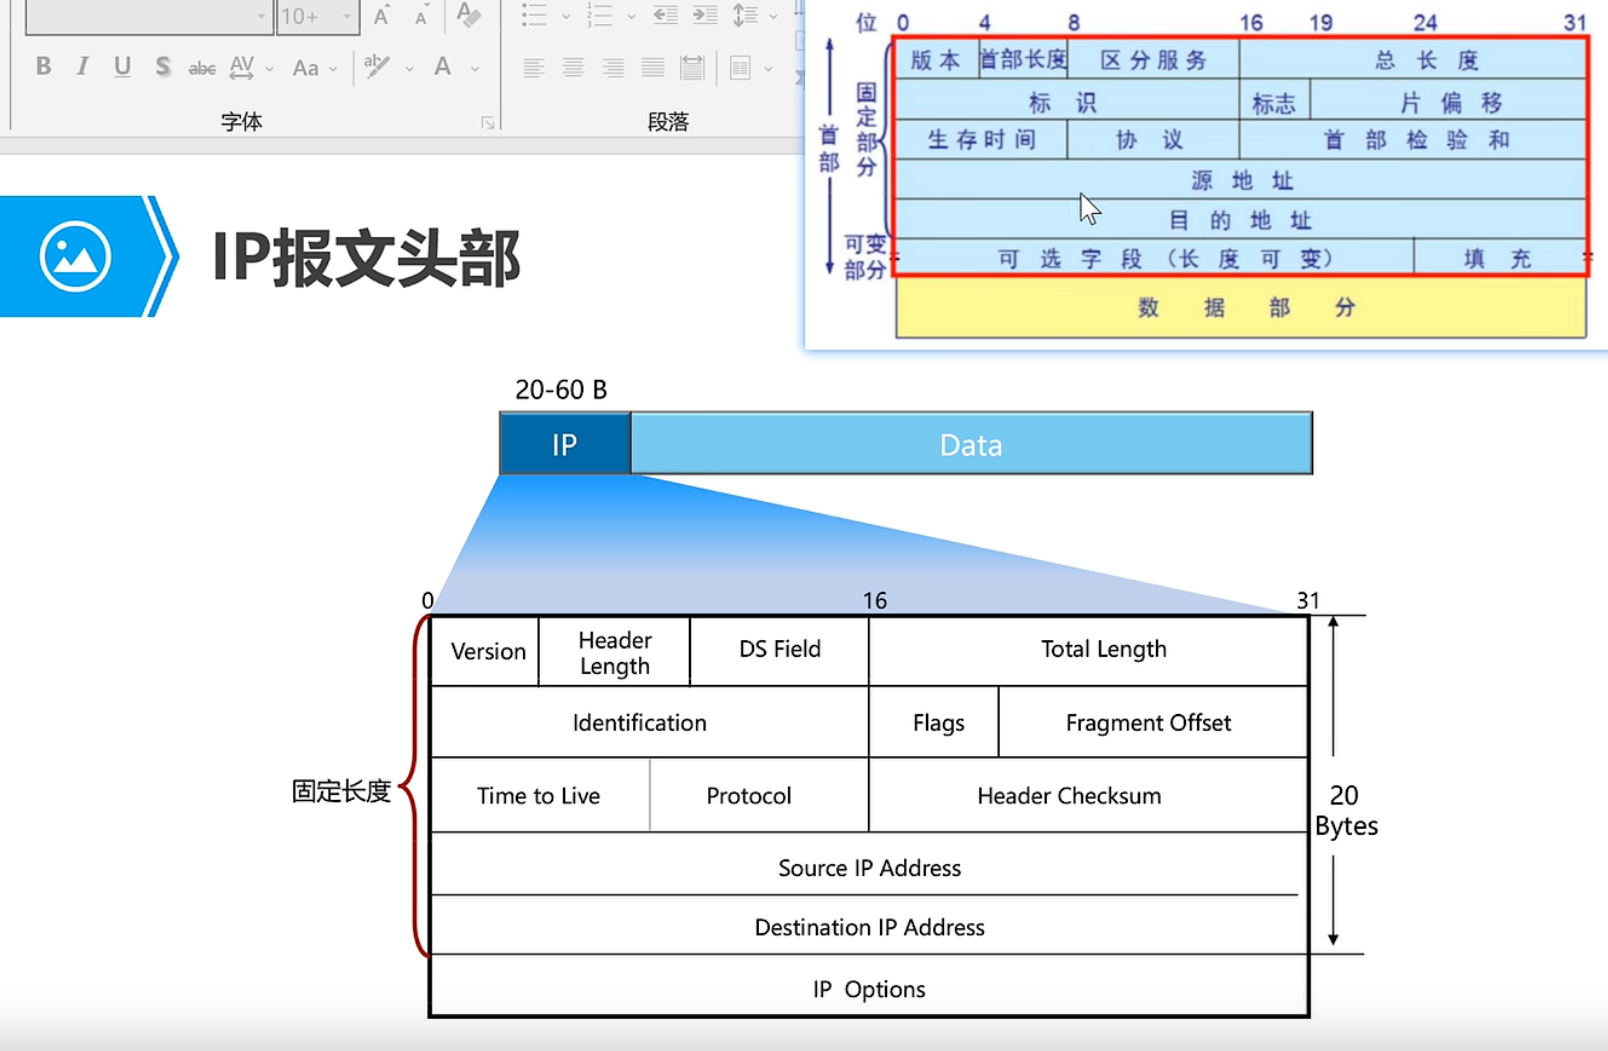 10+ A A A
B I U S abc AV Aa A
字体
段落
位 0 4 8 16 19 24 31
版本 首部长度 区分服务 总长度
标识 标志 片偏移
生存时间 协议 首部检验和
源地址
目的地址
可选字段（长度可变） 填充
数据部分
首部
固定部分
可变部分
IP报文头部
20-60 B
IP Data
0 16 31
Version Header Length DS Field Total Length
Identification Flags Fragment Offset
Time to Live Protocol Header Checksum
Source IP Address
Destination IP Address
IP Options
固定长度
20
Bytes